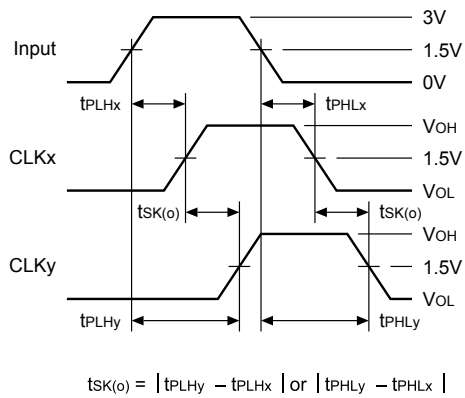 3V
Input
1.5V
0V
tPLHx
tPHLx
VOH
CLKx
1.5V
VOL
tSK(o)
tSK(o)
VOH
CLKy
1.5V
VOL
tPLHy
tPHLy
tSK(o) = | tPLHy – tPLHx | or | tPHLy – tPHLx |